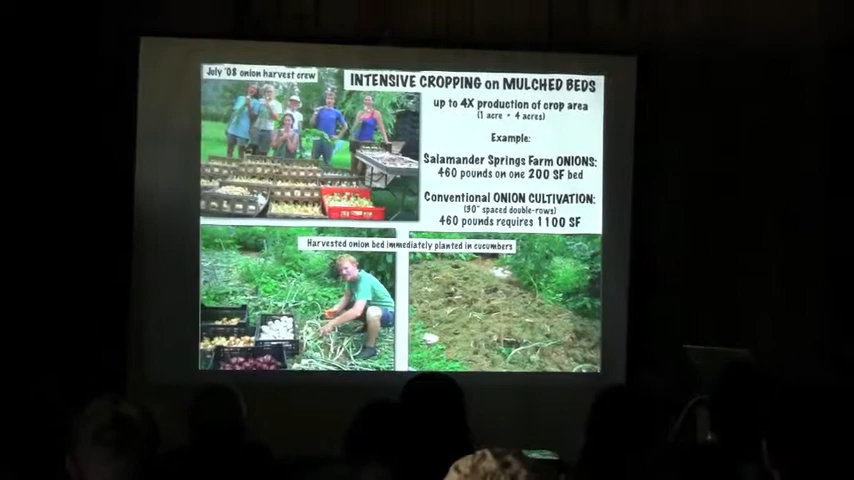 July '08 onion harvest crew
INTENSIVE CROPPING on MULCHED BEDS
up to 4X production of crop area
(1 acre = 4 acres)
Example:
Salamander Springs Farm ONIONS:
460 pounds on one 200 SF bed
Conventional ONION CULTIVATION:
(90" spaced double-rows)
460 pounds requires 1100 SF
Harvested onion bed immediately planted in cucumbers